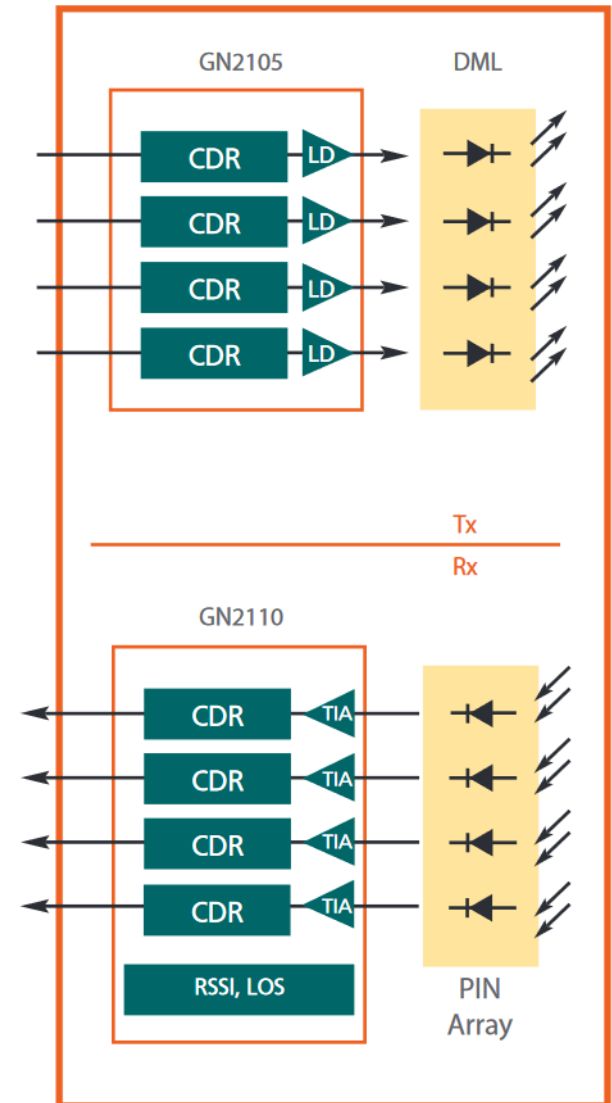 GN2105
DML
CDR
LD
CDR
LD
CDR
LD
CDR
LD
Tx
Rx
GN2110
CDR
TIA
CDR
TIA
CDR
TIA
CDR
TIA
RSSI, LOS
PIN
Array